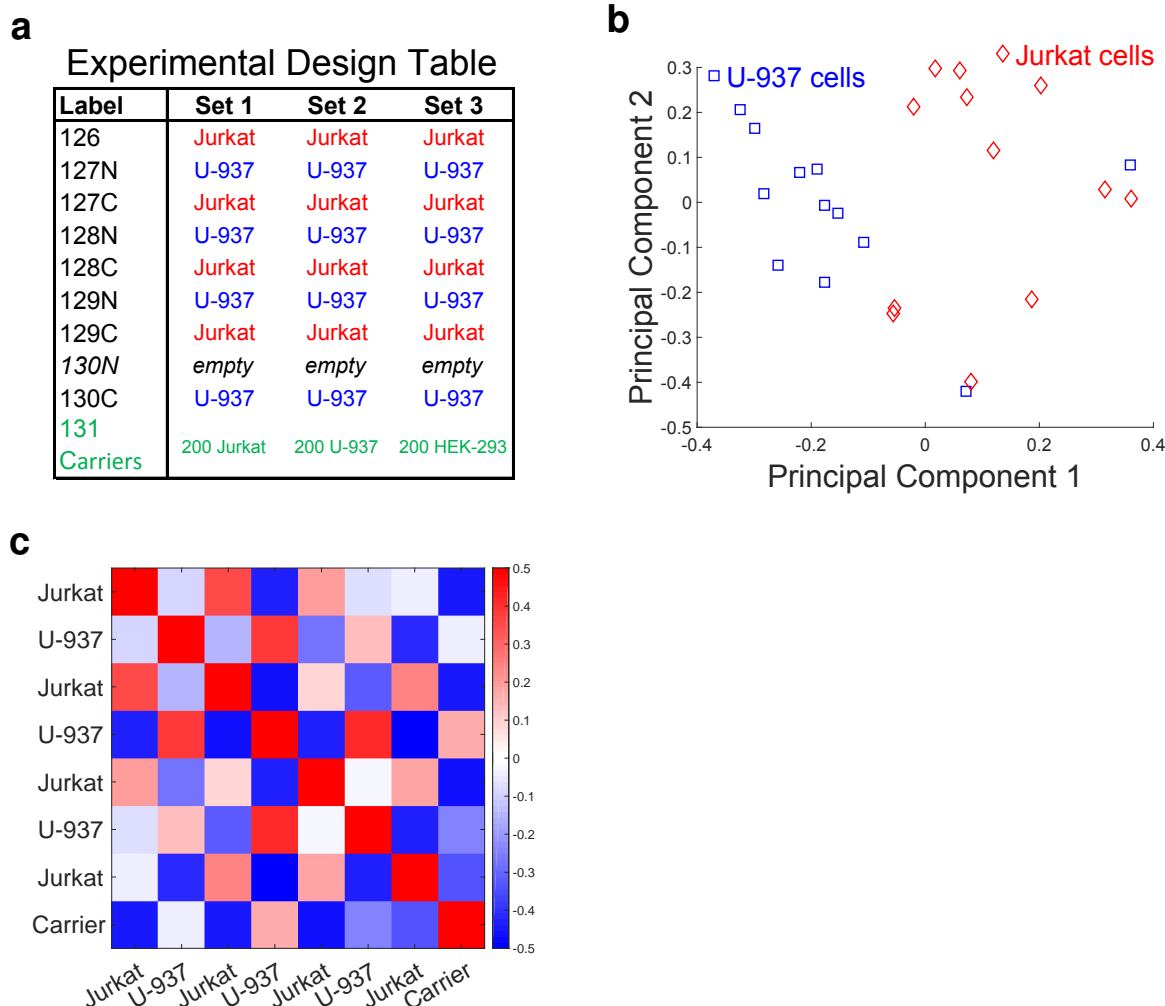 a
Experimental Design Table
Label Set 1 Set 2 Set 3
126 Jurkat Jurkat Jurkat
127N U-937 U-937 U-937
127C Jurkat Jurkat Jurkat
128N U-937 U-937 U-937
128C Jurkat Jurkat Jurkat
129N U-937 U-937 U-937
129C Jurkat Jurkat Jurkat
130N empty empty empty
130C U-937 U-937 U-937
131
Carriers 200 Jurkat 200 U-937 200 HEK-293
b
U-937 cells
Jurkat cells
Principal Component 2
0.3
0.2
0.1
0
-0.1
-0.2
-0.3
-0.4
-0.5
-0.4 -0.2 0 0.2 0.4
Principal Component 1
c
Jurkat
U-937
Jurkat
U-937
Jurkat
U-937
Jurkat
Carrier
Jurkat U-937 Jurkat U-937 Jurkat U-937 Jurkat Carrier
0.5
0.4
0.3
0.2
0.1
0
-0.1
-0.2
-0.3
-0.4
-0.5